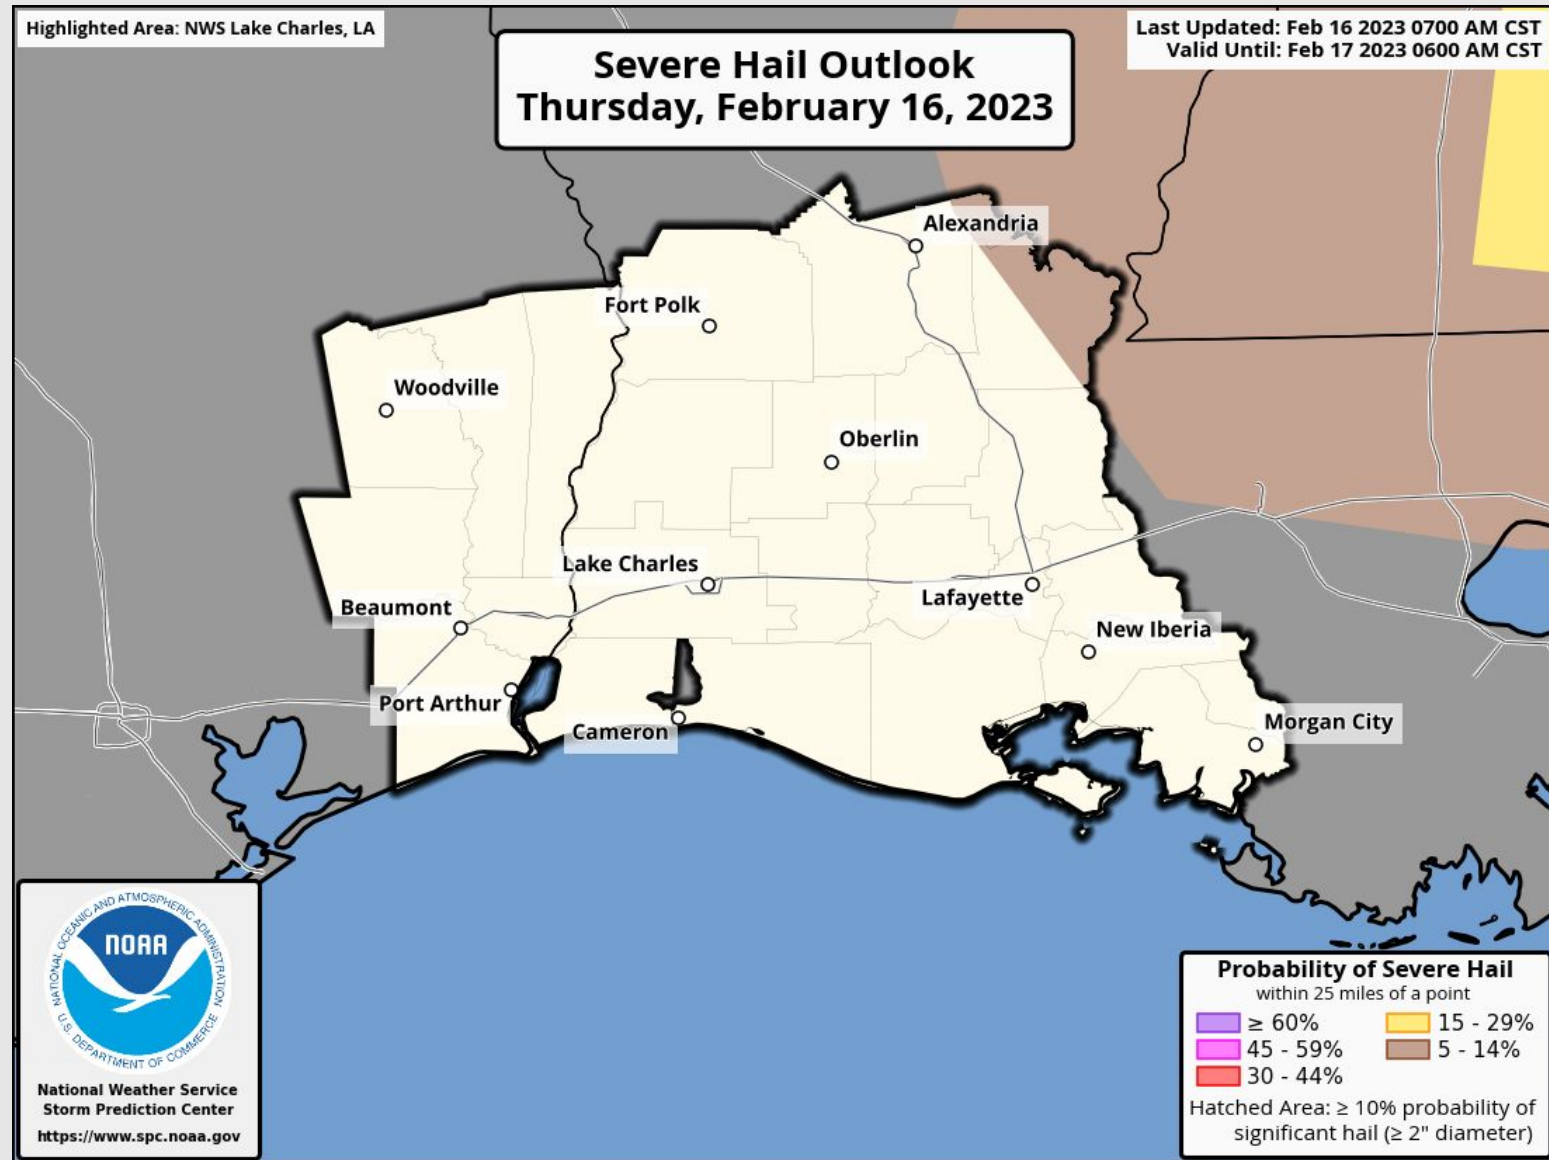 Highlighted Area: NWS Lake Charles, LA
Last Updated: Feb 16 2023 0700 AM CST
Valid Until: Feb 17 2023 0600 AM CST
Severe Hail Outlook
Thursday, February 16, 2023
Alexandria
Fort Polk
Woodville
Oberlin
Lake Charles
Lafayette
Beaumont
New Iberia
Port Arthur
Cameron
Morgan City
NATIONAL OCEANIC AND ATMOSPHERIC ADMINISTRATION
NOAA
U.S. DEPARTMENT OF COMMERCE
National Weather Service
Storm Prediction Center
https://www.spc.noaa.gov
Probability of Severe Hail
within 25 miles of a point
≥ 60%
15 - 29%
45 - 59%
5 - 14%
30 - 44%
Hatched Area: ≥ 10% probability of
significant hail (≥ 2" diameter)